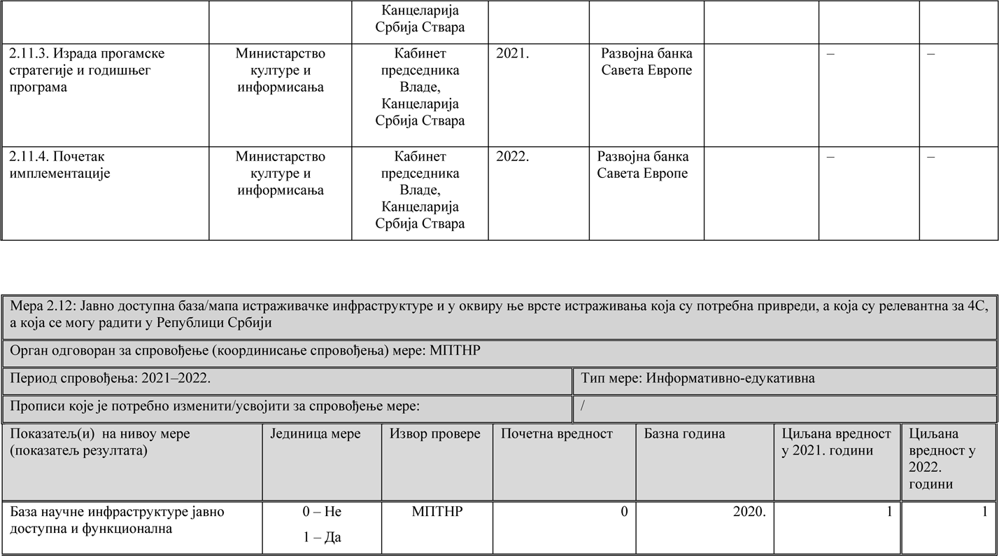 Канцеларија
Србија Ствара
2.11.3. Израда прогамске
стратегије и годишњег
програма
Министарство
културе и
информисања
Кабинет
председника
Владе,
Канцеларија
Србија Ствара
2021.
Развојна банка
Савета Европе
–
–
2.11.4. Почетак
имплементације
Министарство
културе и
информисања
Кабинет
председника
Владе,
Канцеларија
Србија Ствара
2022.
Развојна банка
Савета Европе
–
–
Мера 2.12: Јавно доступна база/мапа истраживачке инфраструктуре и у оквиру ње врсте истраживања која су потребна привреди, а која су релевантна за 4С,
а која се могу радити у Републици Србији
Орган одговоран за спровођење (координисање спровођења) мере: МПТНР
Период спровођења: 2021–2022.
Тип мере: Информативно-едукативна
Прописи које је потребно изменити/усвојити за спровођење мере:
/
Показатељ(и) на нивоу мере
(показатељ резултата)
Јединица мере
Извор провере
Почетна вредност
Базна година
Циљана вредност
у 2021. години
Циљана
вредност у
2022.
години
База научне инфраструктуре јавно
доступна и функционална
0 – Не
1 – Да
МПТНР
0
2020.
1
1